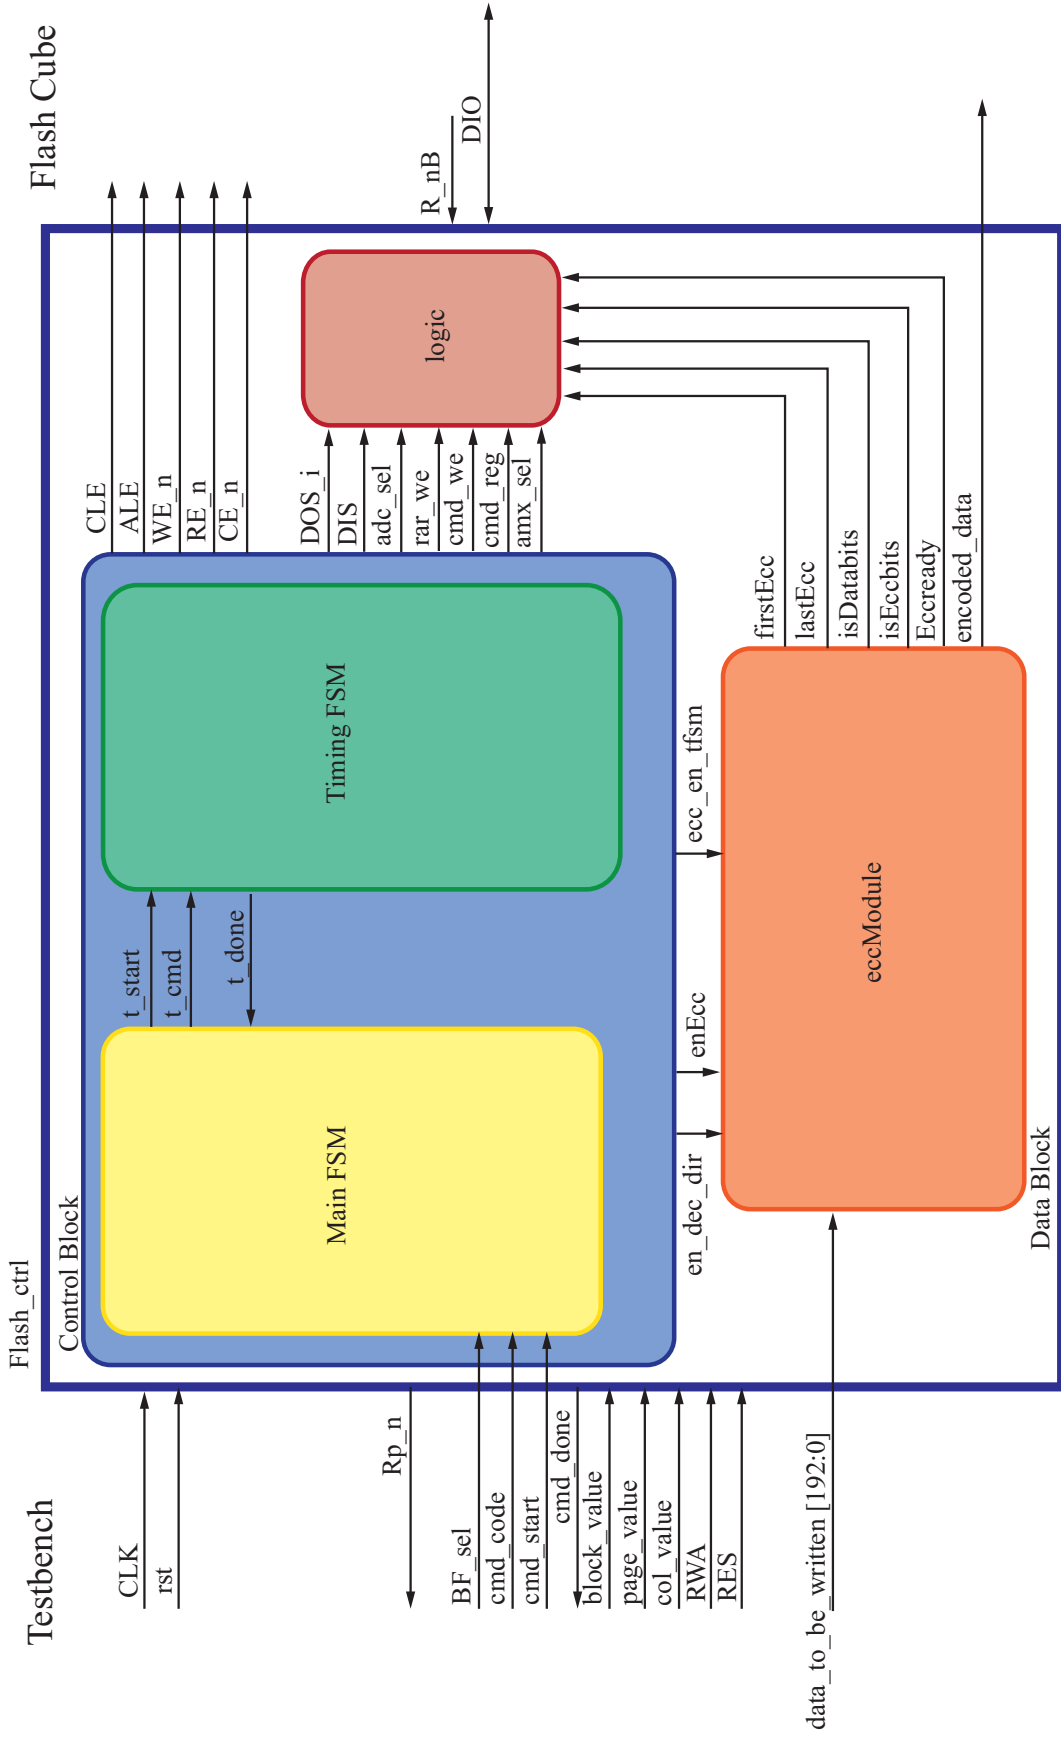 Testbench
Flash Cube
Flash_ctrl
Control Block
CLK
rst
Rp_n
BF_sel
cmd_code
cmd_start
cmd_done
block_value
page_value
col_value
RWA
RES
data_to_be_written [192:0]
Main FSM
t_start
t_cmd
t_done
Timing FSM
CLE
ALE
WE_n
RE_n
CE_n
DOS_i
DIS
adc_sel
rar_we
cmd_we
cmd_reg
amx_sel
logic
R_nB
DIO
en_dec_dir
enEcc
ecc_en_tfsm
eccModule
firstEcc
lastEcc
isDatabits
isEccbits
Eccready
encoded_data
Data Block